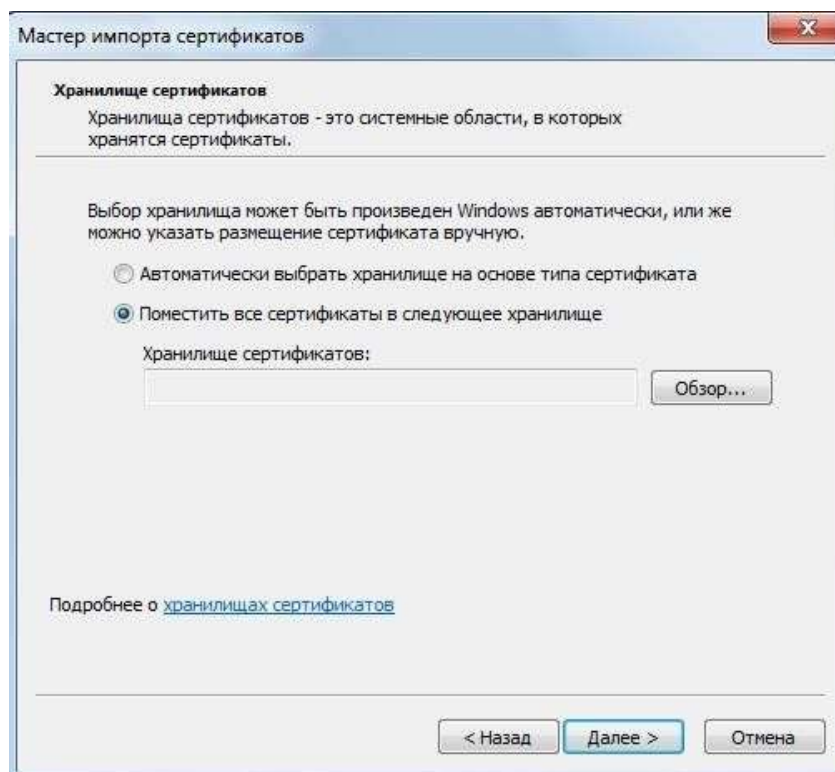 Мастер импорта сертификатов
Хранилище сертификатов
Хранилища сертификатов - это системные области, в которых
хранятся сертификаты.
Выбор хранилища может быть произведен Windows автоматически, или же
можно указать размещение сертификата вручную.
Автоматически выбрать хранилище на основе типа сертификата
Поместить все сертификаты в следующее хранилище
Хранилище сертификатов:
Обзор...
Подробнее о хранилищах сертификатов
< Назад
Далее >
Отмена